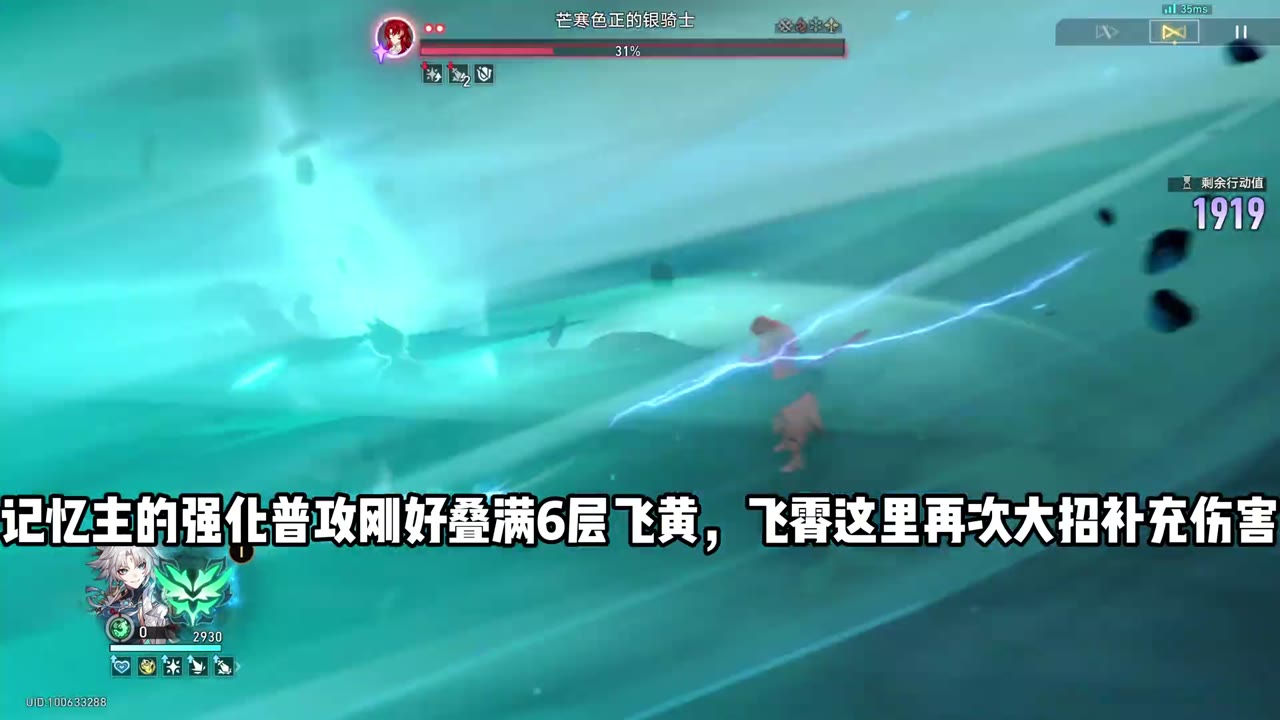 35ms
芒寒色正的银骑士
31%
2
剩余行动值
1919
记忆主的强化普攻刚好叠满6层飞黄，飞霄这里再次大招补充伤害
0
2930
UID:100633288